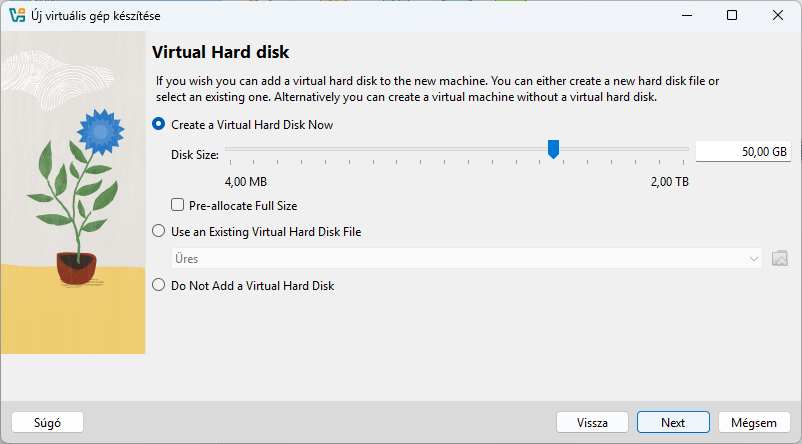 Új virtuális gép készítése
Virtual Hard disk
If you wish you can add a virtual hard disk to the new machine. You can either create a new hard disk file or
select an existing one. Alternatively you can create a virtual machine without a virtual hard disk.
Create a Virtual Hard Disk Now
Disk Size:
50,00 GB
4,00 MB
2,00 TB
Pre-allocate Full Size
Use an Existing Virtual Hard Disk File
Üres
Do Not Add a Virtual Hard Disk
Súgó
Vissza
Next
Mégsem